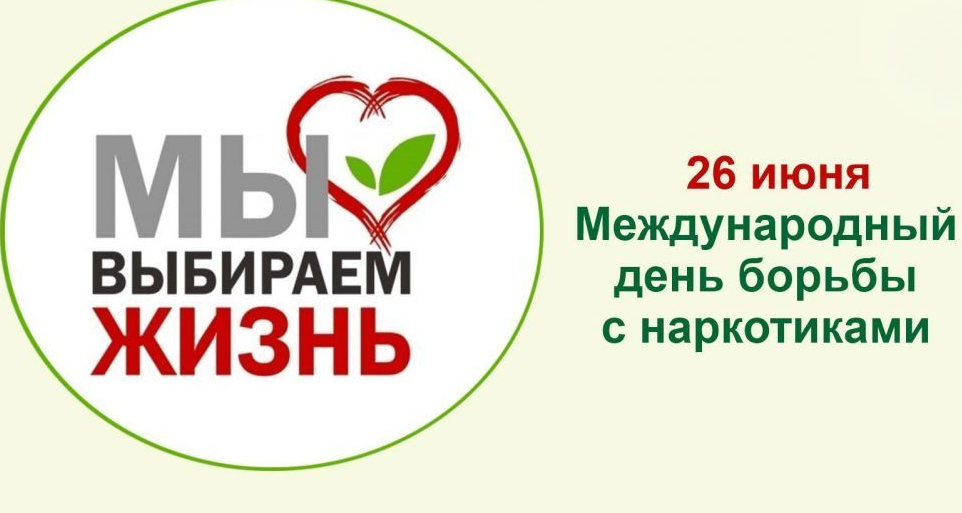 МЫ
ВЫБИРАЕМ
ЖИЗНЬ
26 июня
Международный
день борьбы
с наркотиками